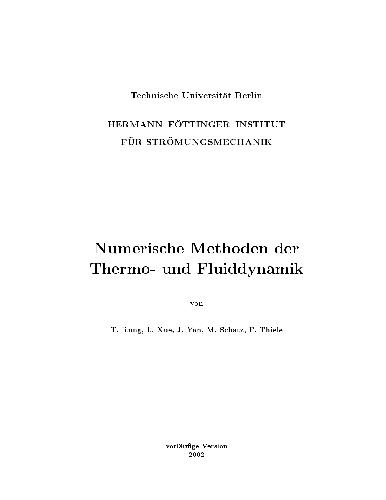 Technische Universität Berlin
HERMANN FÖTTINGER INSTITUT
FÜR STRÖMUNGSMECHANIK
Numerische Methoden der
Thermo- und Fluiddynamik
von
T. L. Xue, J. Yan, M. Schatz, F. Thiele
vorläufige Version
2002